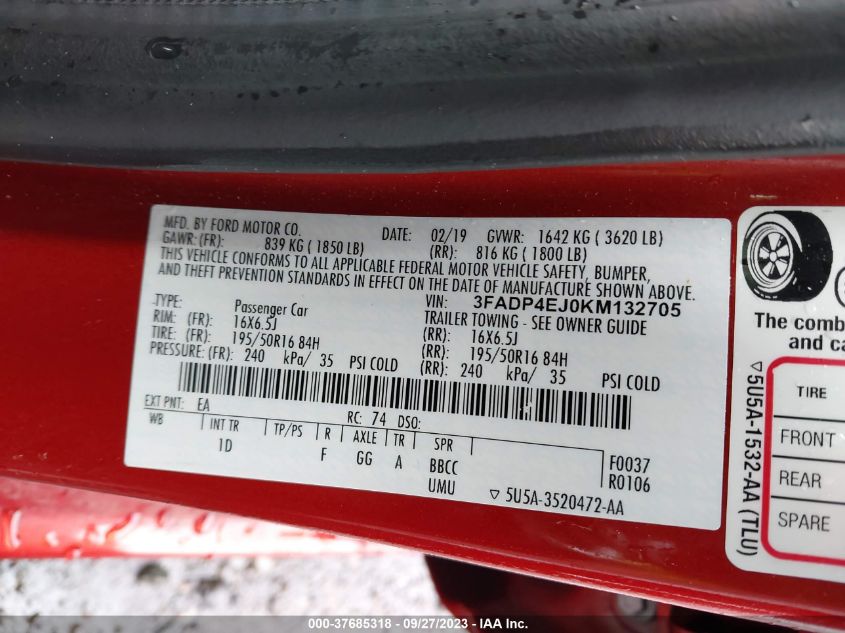 MFD. BY FORD MOTOR CO. DATE: 02/19 GVWR: 1642 KG ( 3620 LB)
GAWR: (FR): 839 KG ( 1850 LB) (RR): 816 KG ( 1800 LB)
THIS VEHICLE CONFORMS TO ALL APPLICABLE FEDERAL MOTOR VEHICLE SAFETY, BUMPER,
AND THEFT PREVENTION STANDARDS IN EFFECT ON THE DATE OF MANUFACTURE SHOWN ABOVE.
VIN: 3FADP4EJ0KM132705
TYPE: Passenger Car TRAILER TOWING - SEE OWNER GUIDE
RIM: (FR): 16X6.5J (RR): 16X6.5J
TIRE: (FR): 195/50R16 84H (RR): 195/50R16 84H
PRESSURE: (FR): 240 kPa/ 35 PSI COLD (RR): 240 kPa/ 35 PSI COLD
EXT PNT: EA RC: 74 DSO:
WB INT TR TP/PS R AXLE TR SPR
1D F GG A BBCC F0037
UMU R0106
▽ 5U5A-3520472-AA
The comb
and ca
▽5U5A-1532-AA (TLU)
TIRE
FRONT
REAR
SPARE
000-37685318 - 09/27/2023 - IAA Inc.